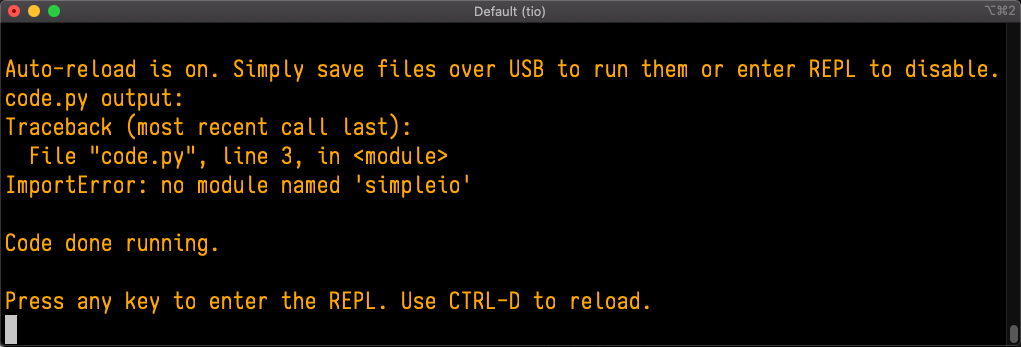 Default (tio)
⌥⌘2
Auto-reload is on. Simply save files over USB to run them or enter REPL to disable.
code.py output:
Traceback (most recent call last):
  File "code.py", line 3, in <module>
ImportError: no module named 'simpleio'
Code done running.
Press any key to enter the REPL. Use CTRL-D to reload.